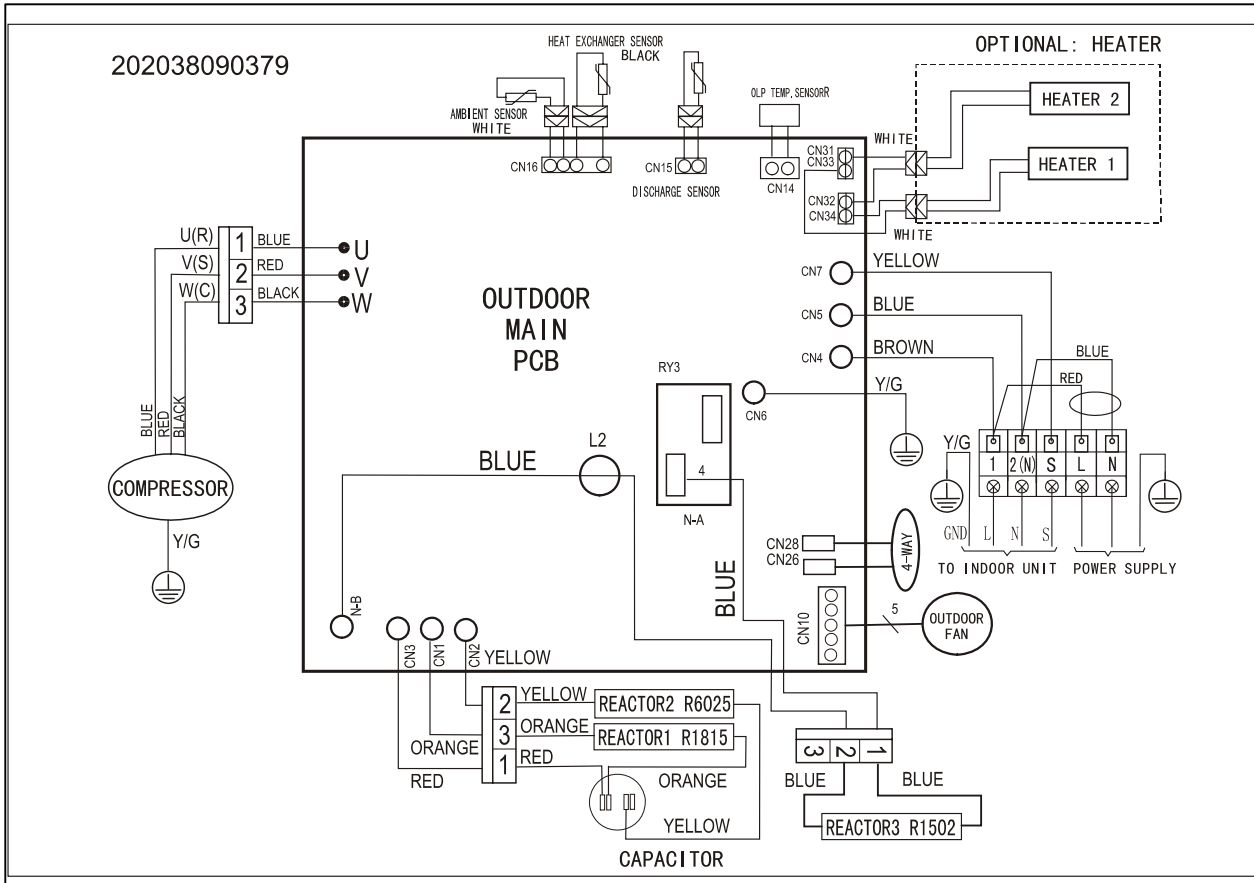 202038090379
HEAT EXCHANGER SENSOR
BLACK
OPTIONAL: HEATER
AMBIENT SENSOR
WHITE
OLP TEMP. SENSORR
HEATER 2
HEATER 1
WHITE
WHITE
CN16
CN15
DISCHARGE SENSOR
CN14
CN31
CN33
CN32
CN34
U(R)
V(S)
W(C)
1
2
3
BLUE
RED
BLACK
U
V
W
OUTDOOR
MAIN
PCB
CN7
YELLOW
CN5
BLUE
CN4
BROWN
BLUE
RED
RY3
CN6
Y/G
BLUE
RED
BLACK
COMPRESSOR
Y/G
BLUE
L2
4
N-A
Y/G
1
2(N)
S
L
N
GND
L
N
S
TO INDOOR UNIT
POWER SUPPLY
CN28
CN26
4-WAY
BLUE
CN10
5
OUTDOOR
FAN
N-B
CN3
CN1
CN2
YELLOW
2
3
1
YELLOW
REACTOR2 R6025
ORANGE
REACTOR1 R1815
ORANGE
RED
RED
ORANGE
YELLOW
CAPACITOR
3
2
1
BLUE
BLUE
REACTOR3 R1502